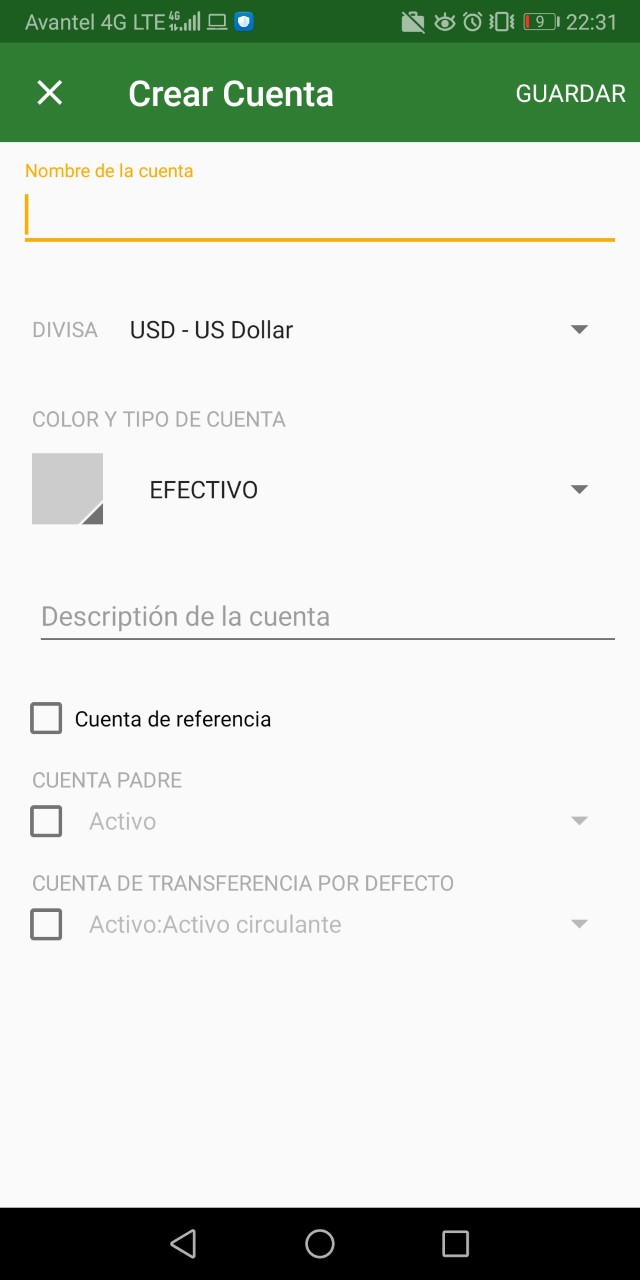 Avantel 4G LTE 4G 9 22:31
Crear Cuenta GUARDAR
Nombre de la cuenta
DIVISA USD - US Dollar
COLOR Y TIPO DE CUENTA
EFECTIVO
Descriptión de la cuenta
Cuenta de referencia
CUENTA PADRE
Activo
CUENTA DE TRANSFERENCIA POR DEFECTO
Activo:Activo circulante